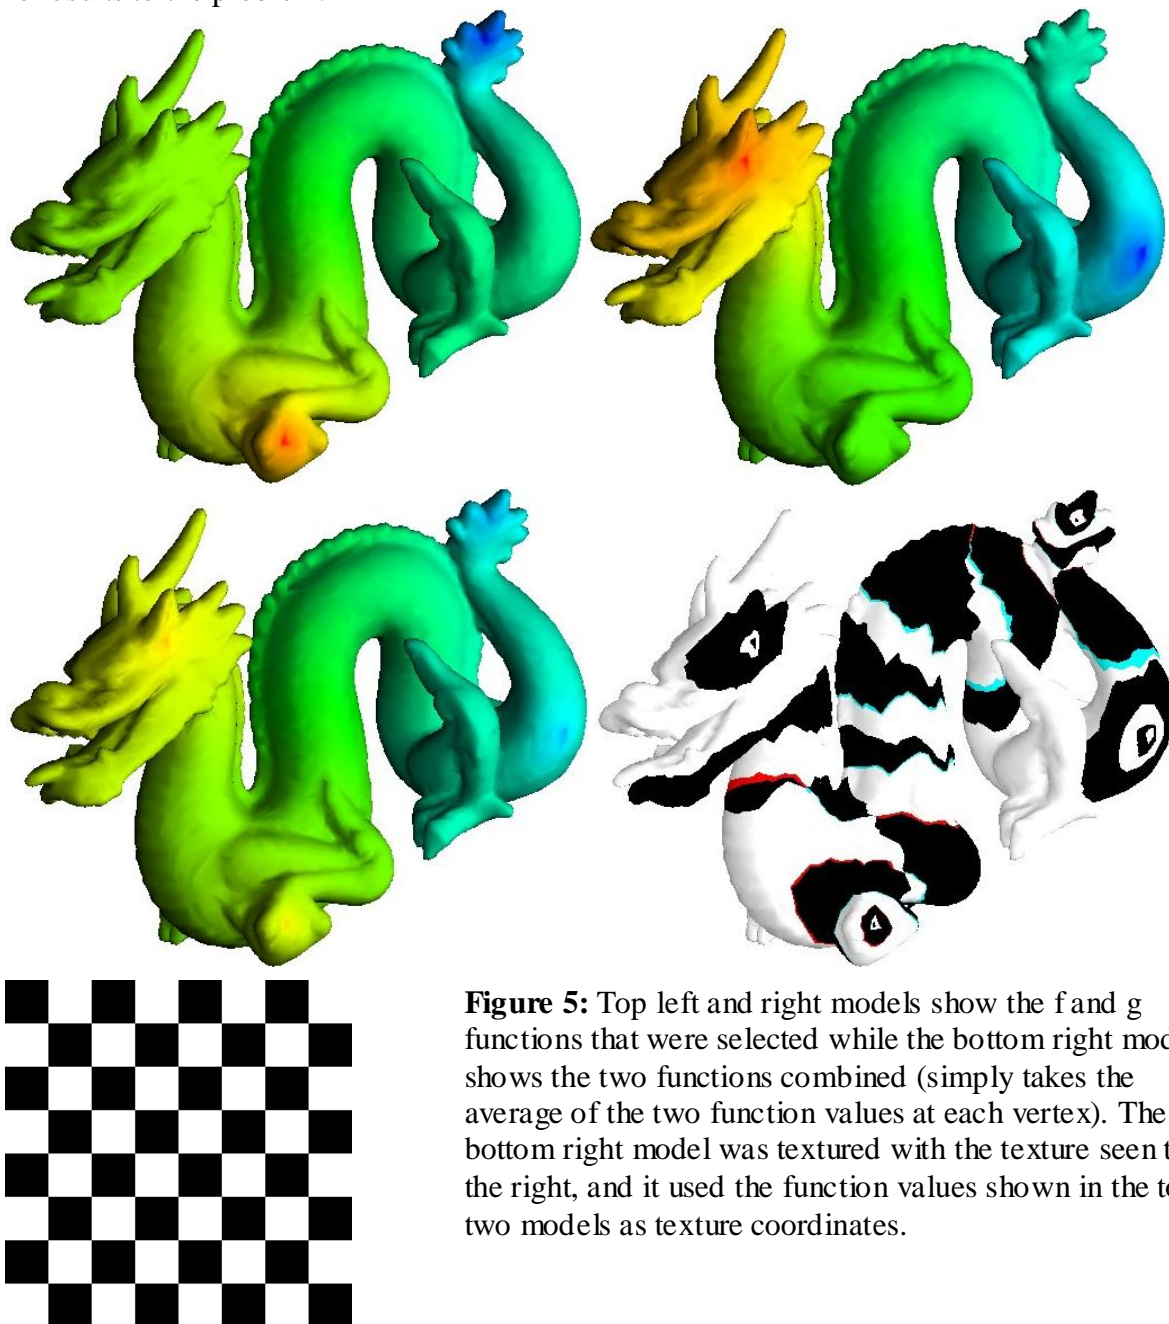 Figure 5: Top left and right models show the f and g
functions that were selected while the bottom right mod
shows the two functions combined (simply takes the
average of the two function values at each vertex). The
bottom right model was textured with the texture seen t
the right, and it used the function values shown in the to
two models as texture coordinates.